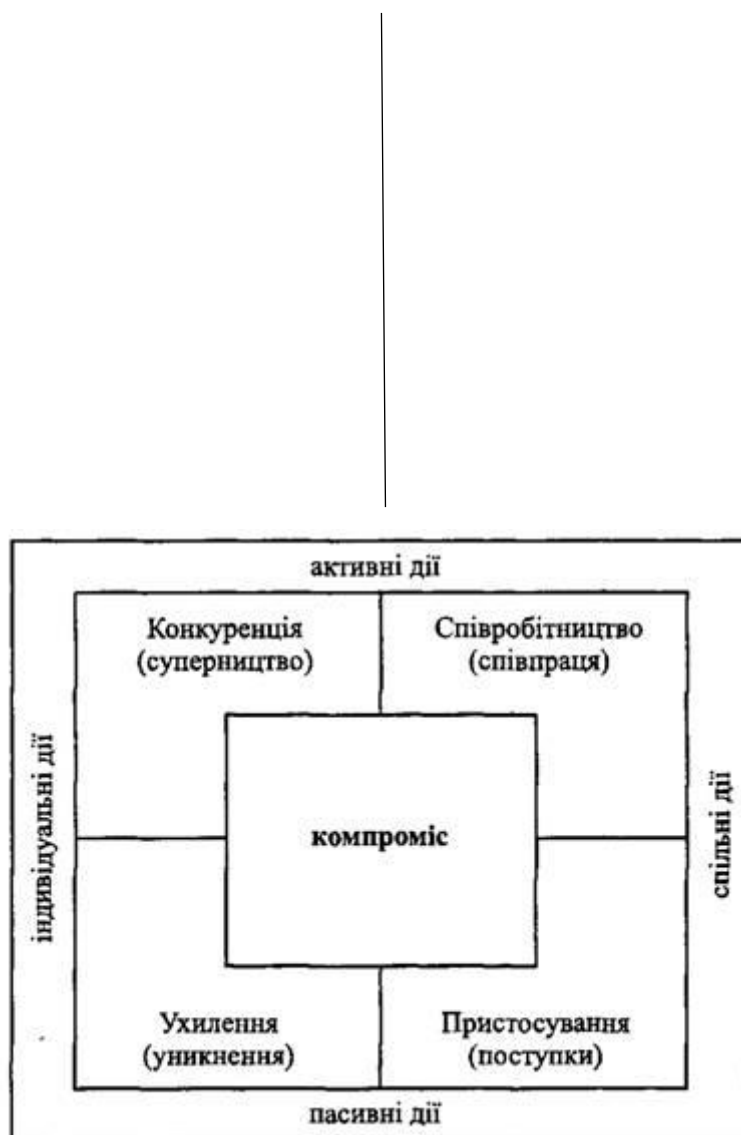 активні дії
Конкуренція
(суперництво)
Співробітництво
(співпраця)
індивідуальні дії
компроміс
спільні дії
Ухилення
(уникнення)
Пристосування
(поступки)
пасивні дії